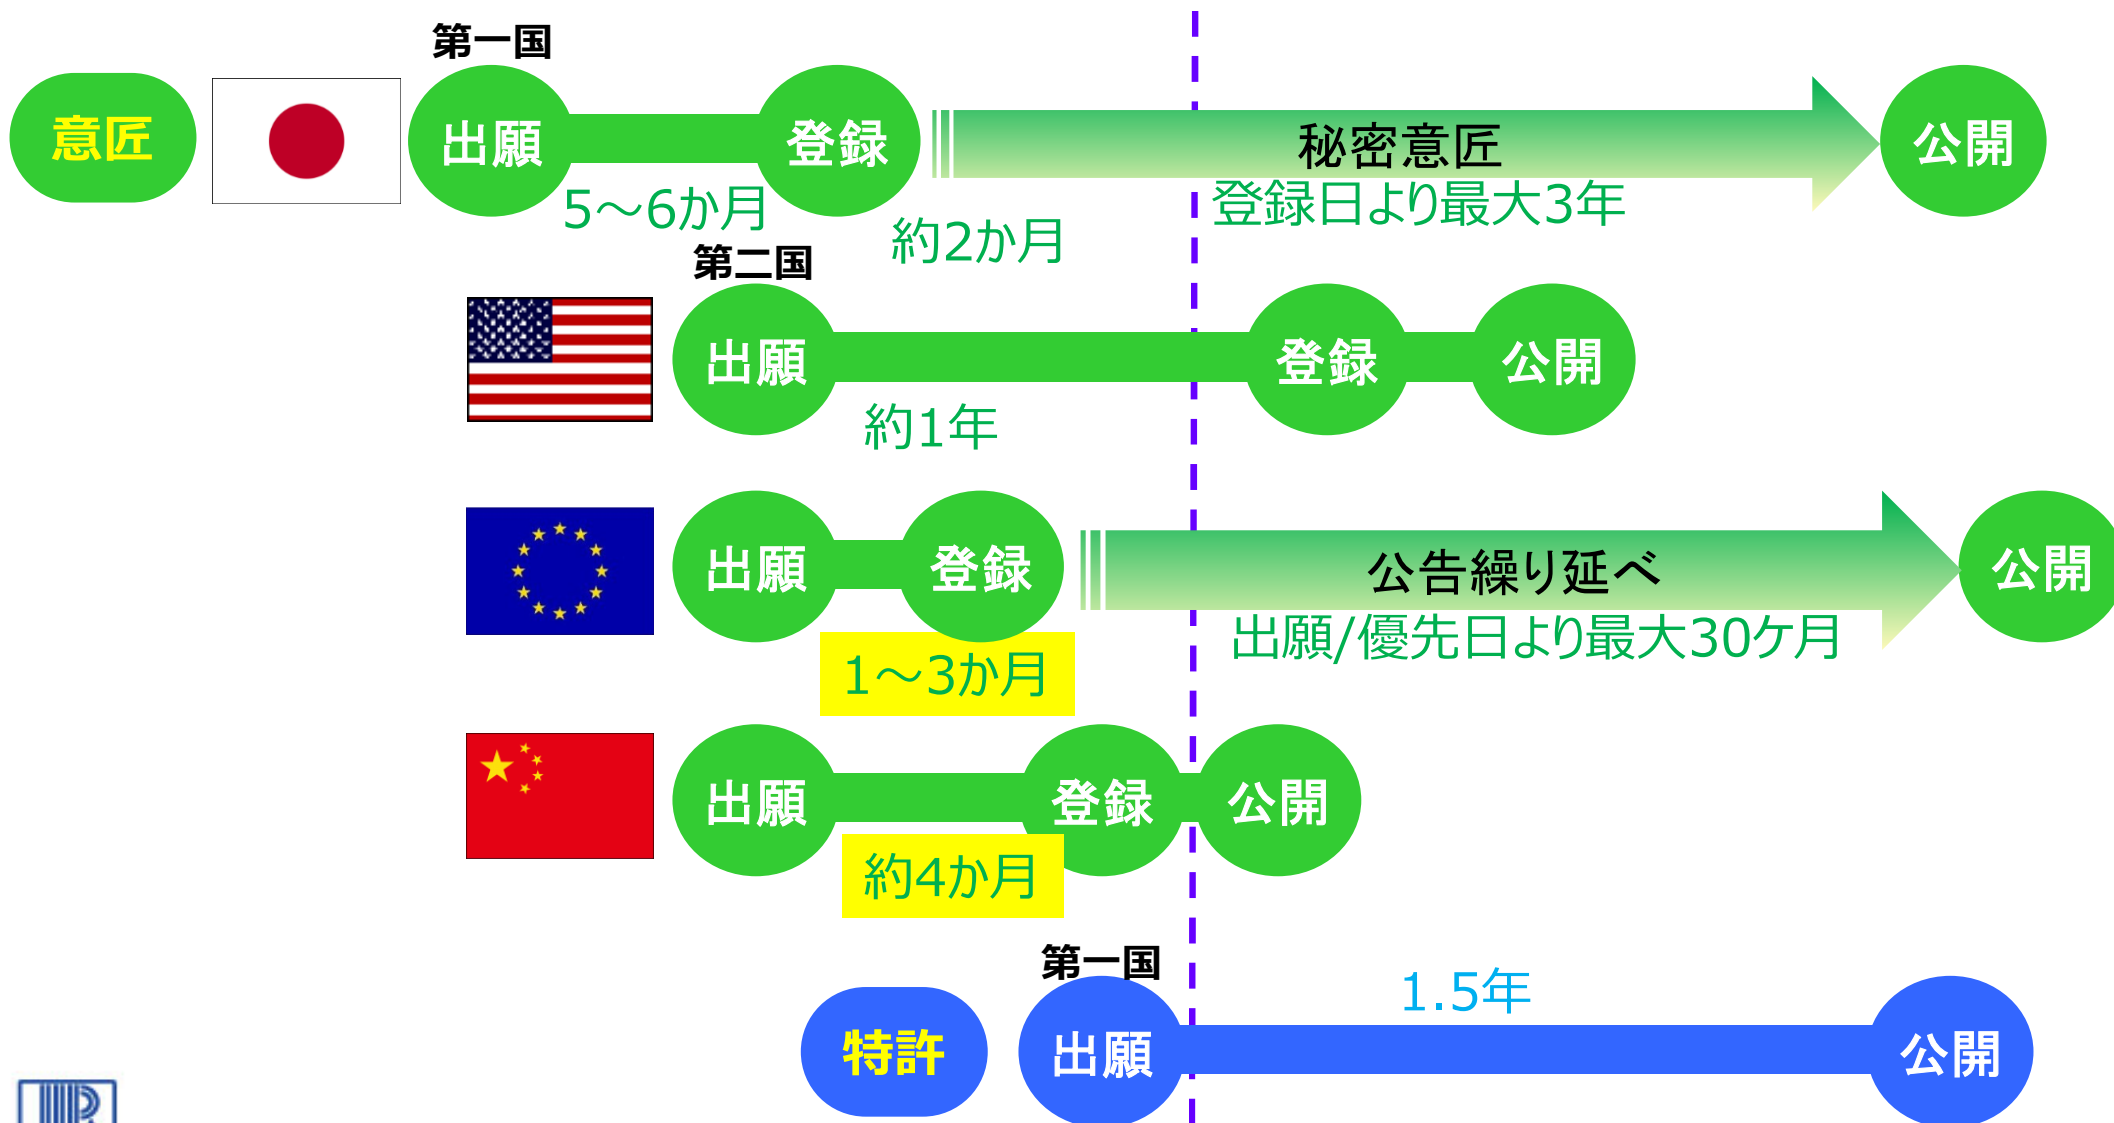 第一国
意匠
出願
登録
秘密意匠
公開
5～6か月
約2か月
登録日より最大3年
第二国
出願
登録
公開
約1年
出願
登録
公告繰り延べ
公開
1～3か月
出願/優先日より最大30ケ月
出願
登録
公開
約4か月
第一国
特許
出願
1.5年
公開